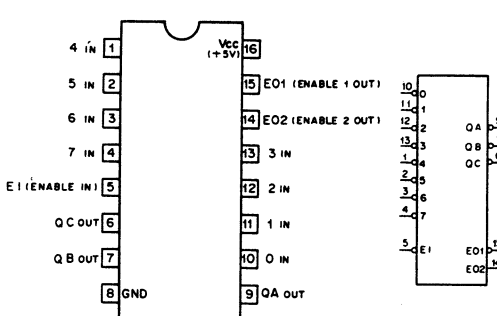 4 IN 1
VCC 16
(+5V)
5 IN 2
15 EO1 (ENABLE 1 OUT)
6 IN 3
14 EO2 (ENABLE 2 OUT)
7 IN 4
13 3 IN
EI (ENABLE IN) 5
12 2 IN
QC OUT 6
11 1 IN
QB OUT 7
10 0 IN
8 GND
9 QA OUT
10 0
11 1
12 2 QA
13 3 QB
1 4 QC
2 5
3 6
4 7
5 EI EO1
EO2